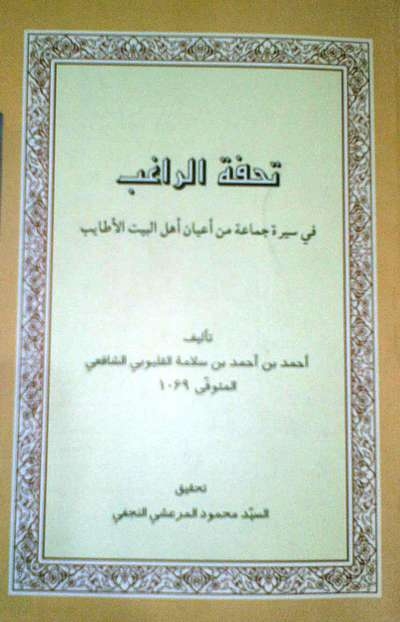 تحفة الراغب
في سيرة جماعة من أعيان أهل البيت الأطايب
تأليف
أحمد بن أحمد بن سلامة القليوبي الشافعي
المتوفّى ١٠٦٩
تحقيق
السيّد محمود المرعشي النجفي